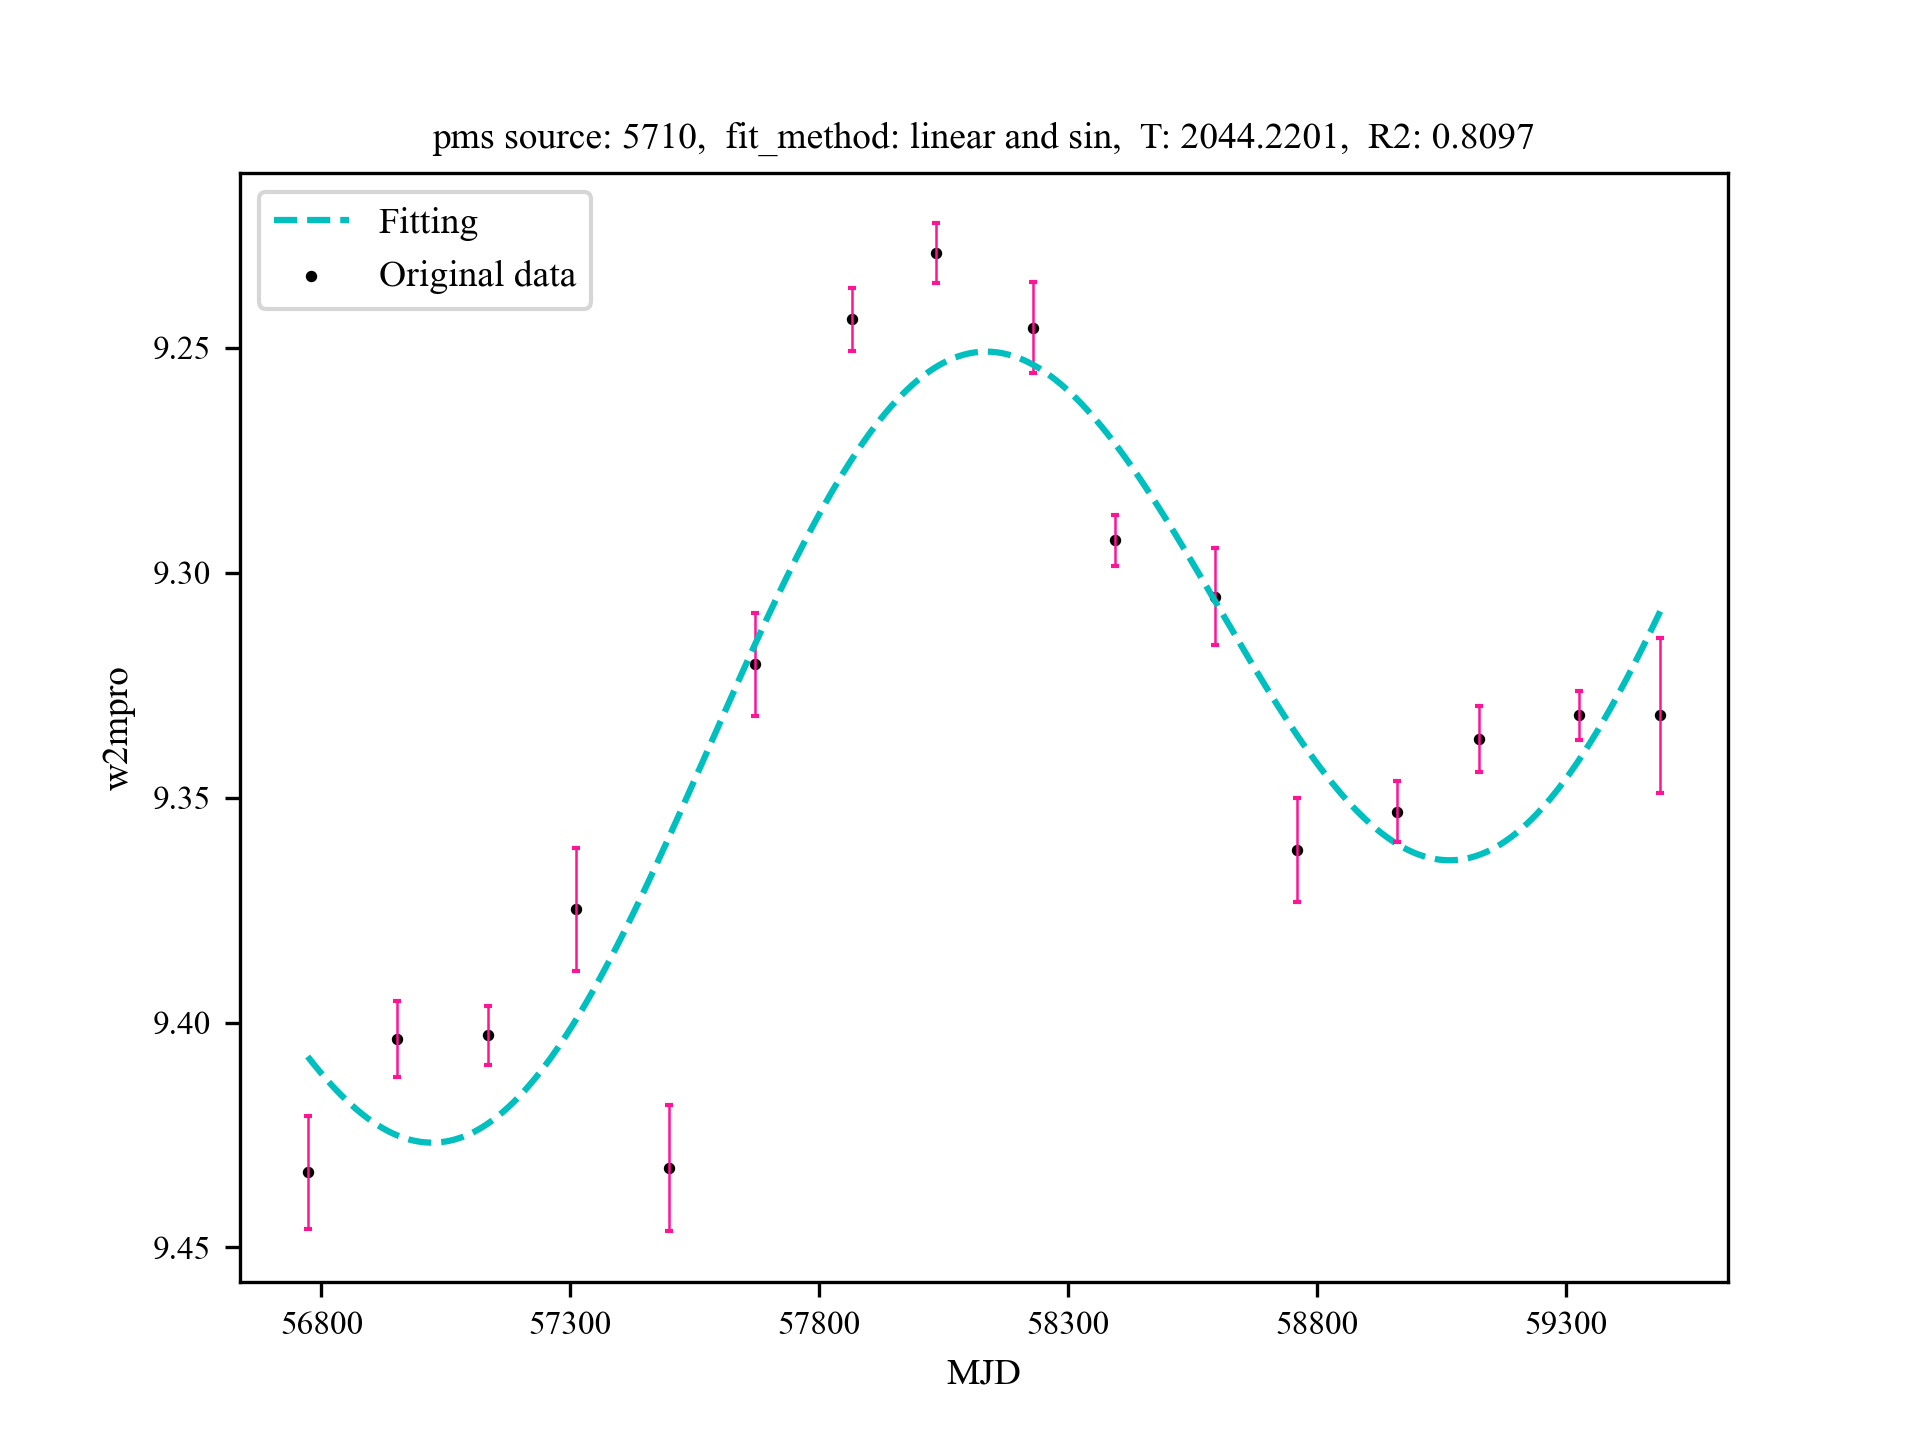 pms source: 5710,  fit_method: linear and sin,  T: 2044.2201,  R2: 0.8097
Fitting
Original data
9.25
9.30
9.35
9.40
9.45
w2mpro
56800 57300 57800 58300 58800 59300
MJD